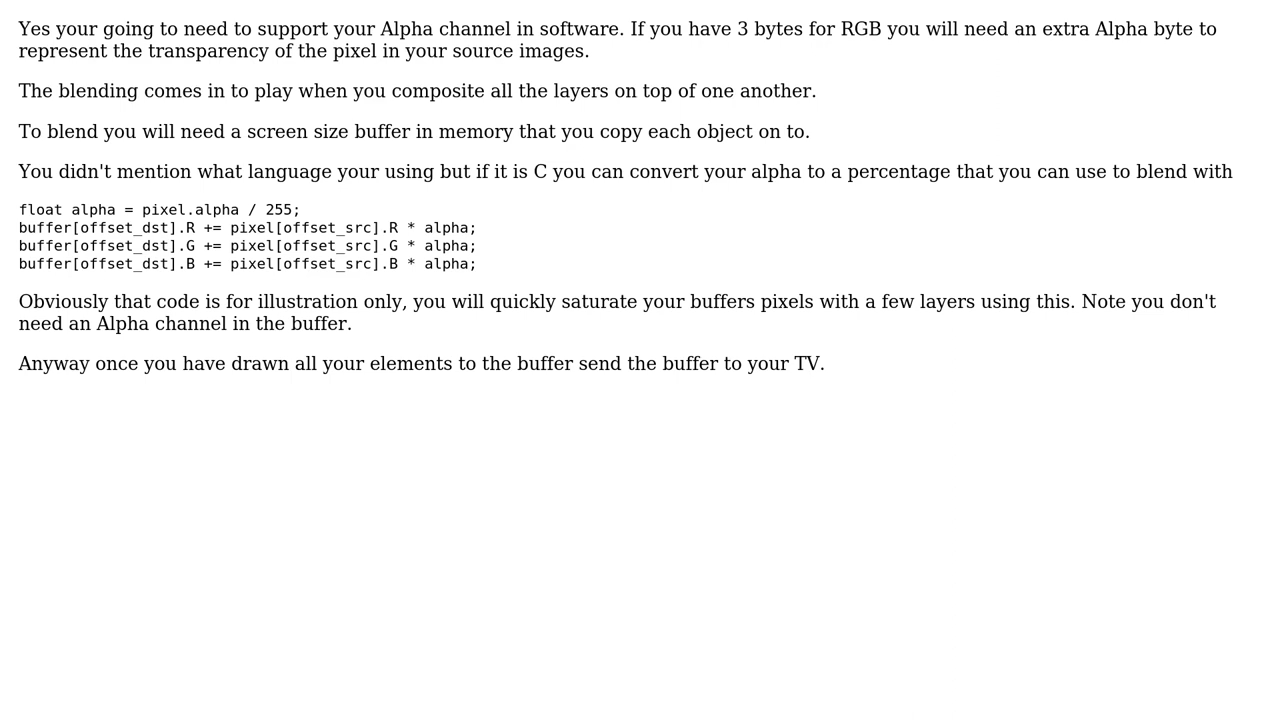 Yes your going to need to support your Alpha channel in software. If you have 3 bytes for RGB you will need an extra Alpha byte to
represent the transparency of the pixel in your source images.
The blending comes in to play when you composite all the layers on top of one another.
To blend you will need a screen size buffer in memory that you copy each object on to.
You didn't mention what language your using but if it is C you can convert your alpha to a percentage that you can use to blend with
float alpha = pixel.alpha / 255;
buffer[offset_dst].R += pixel[offset_src].R * alpha;
buffer[offset_dst].G += pixel[offset_src].G * alpha;
buffer[offset_dst].B += pixel[offset_src].B * alpha;
Obviously that code is for illustration only, you will quickly saturate your buffers pixels with a few layers using this. Note you don't
need an Alpha channel in the buffer.
Anyway once you have drawn all your elements to the buffer send the buffer to your TV.